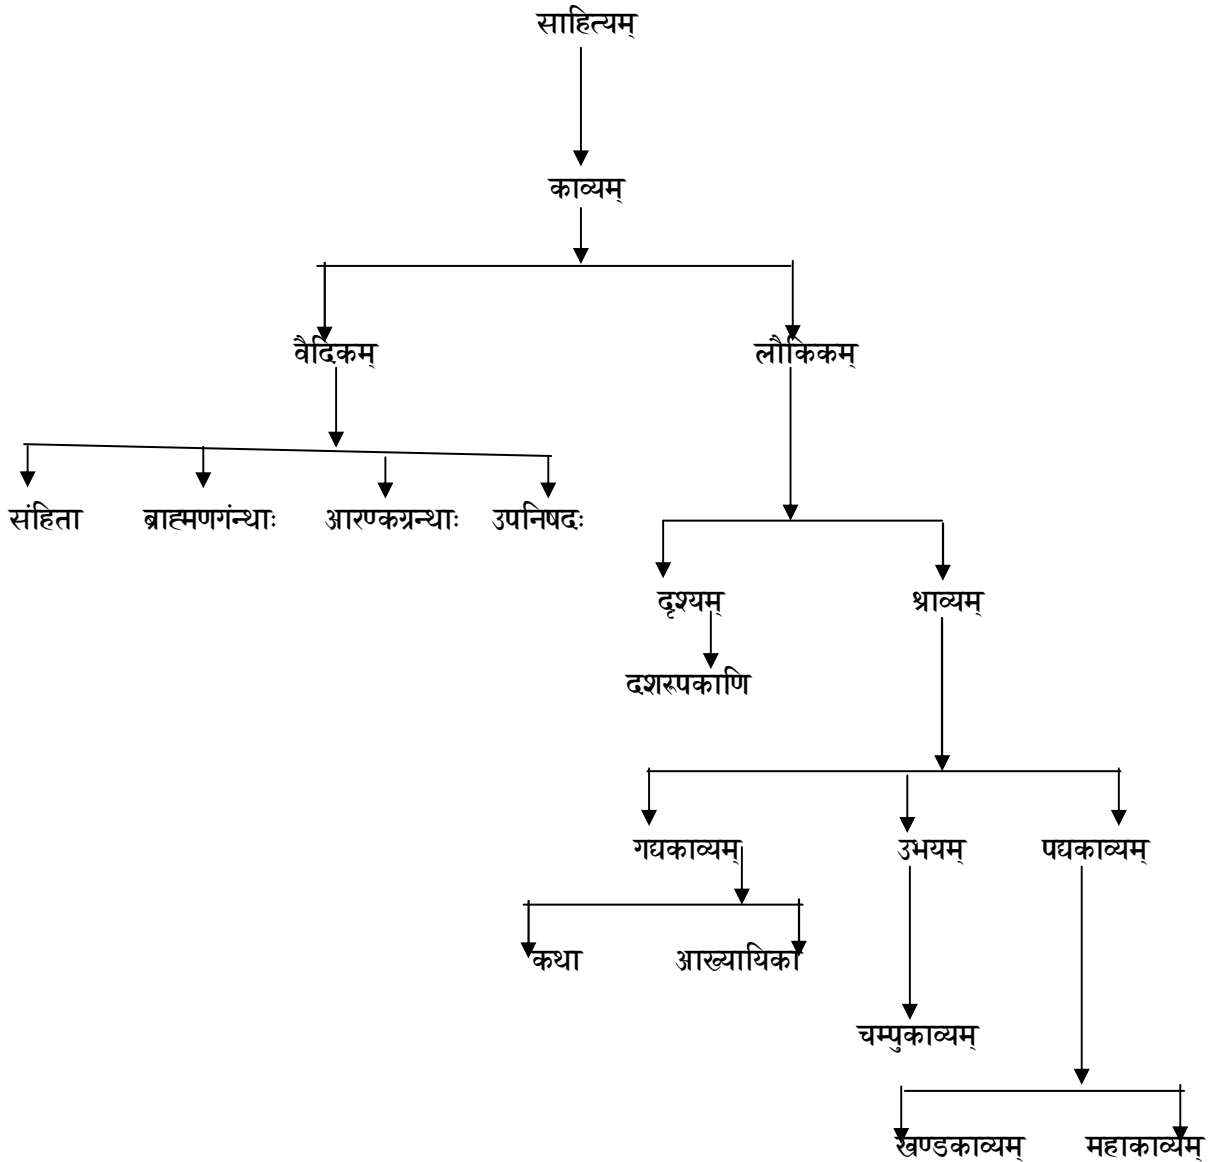 साहित्यम्
काव्यम्
वैदिकम् लौकिकम्
संहिता ब्राह्मणगंन्थाः आरण्कग्रन्थाः उपनिषदः
दृश्यम् श्राव्यम्
दशरूपकाणि
गद्यकाव्यम् उभयम् पद्यकाव्यम्
कथा आख्यायिका
चम्पुकाव्यम्
खण्डकाव्यम् महाकाव्यम्